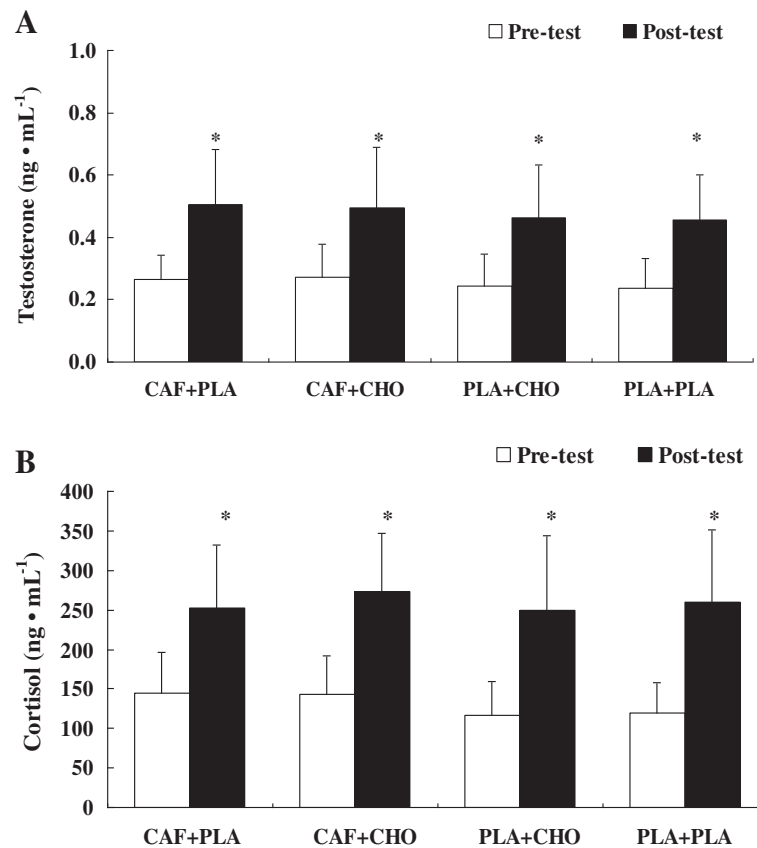 A
Pre-test Post-test
Testosterone (ng • mL⁻¹)
1.0
0.8
0.6
0.4
0.2
0.0
* * * *
CAF+PLA CAF+CHO PLA+CHO PLA+PLA
B
Pre-test Post-test
Cortisol (ng • mL⁻¹)
400
350
300
250
200
150
100
50
0
* * * *
CAF+PLA CAF+CHO PLA+CHO PLA+PLA